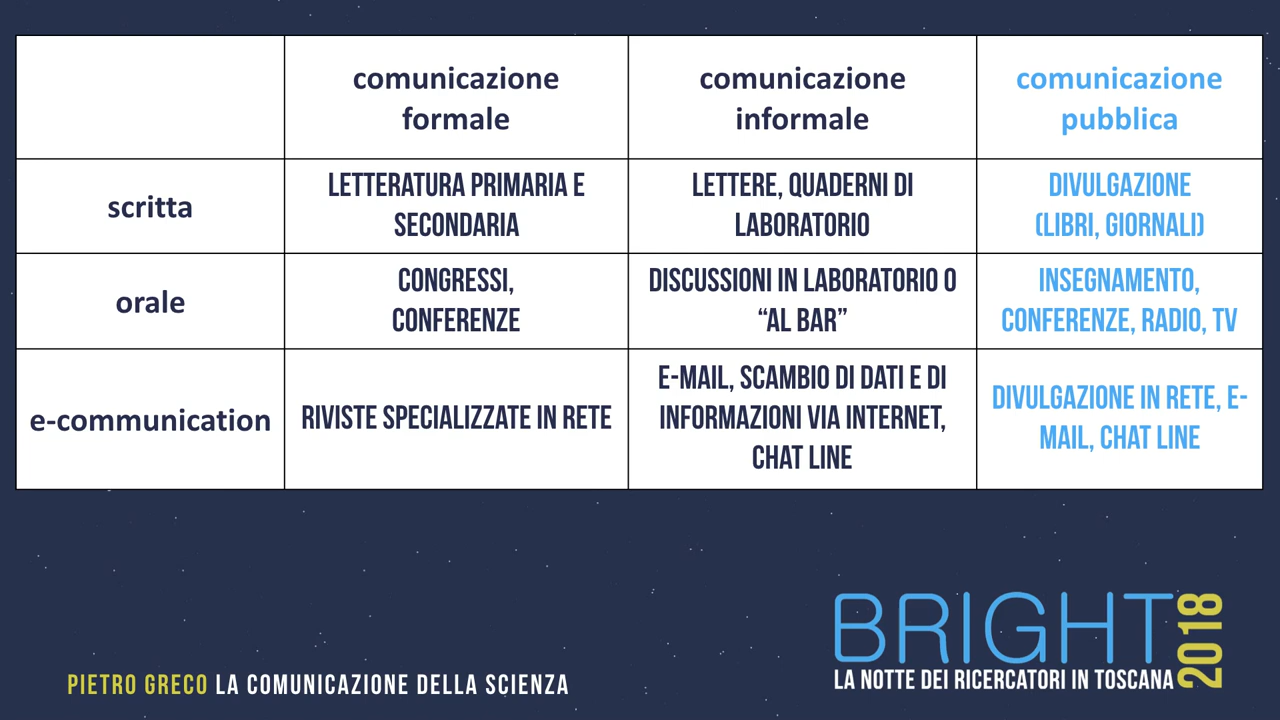 comunicazione
formale
comunicazione
informale
comunicazione
pubblica
scritta
LETTERATURA PRIMARIA E
SECONDARIA
LETTERE, QUADERNI DI
LABORATORIO
DIVULGAZIONE
(LIBRI, GIORNALI)
orale
CONGRESSI,
CONFERENZE
DISCUSSIONI IN LABORATORIO O
“AL BAR”
INSEGNAMENTO,
CONFERENZE, RADIO, TV
e-communication
RIVISTE SPECIALIZZATE IN RETE
E-MAIL, SCAMBIO DI DATI E DI
INFORMAZIONI VIA INTERNET,
CHAT LINE
DIVULGAZIONE IN RETE, E-
MAIL, CHAT LINE
PIETRO GRECO LA COMUNICAZIONE DELLA SCIENZA
BRIGHT 2018
LA NOTTE DEI RICERCATORI IN TOSCANA